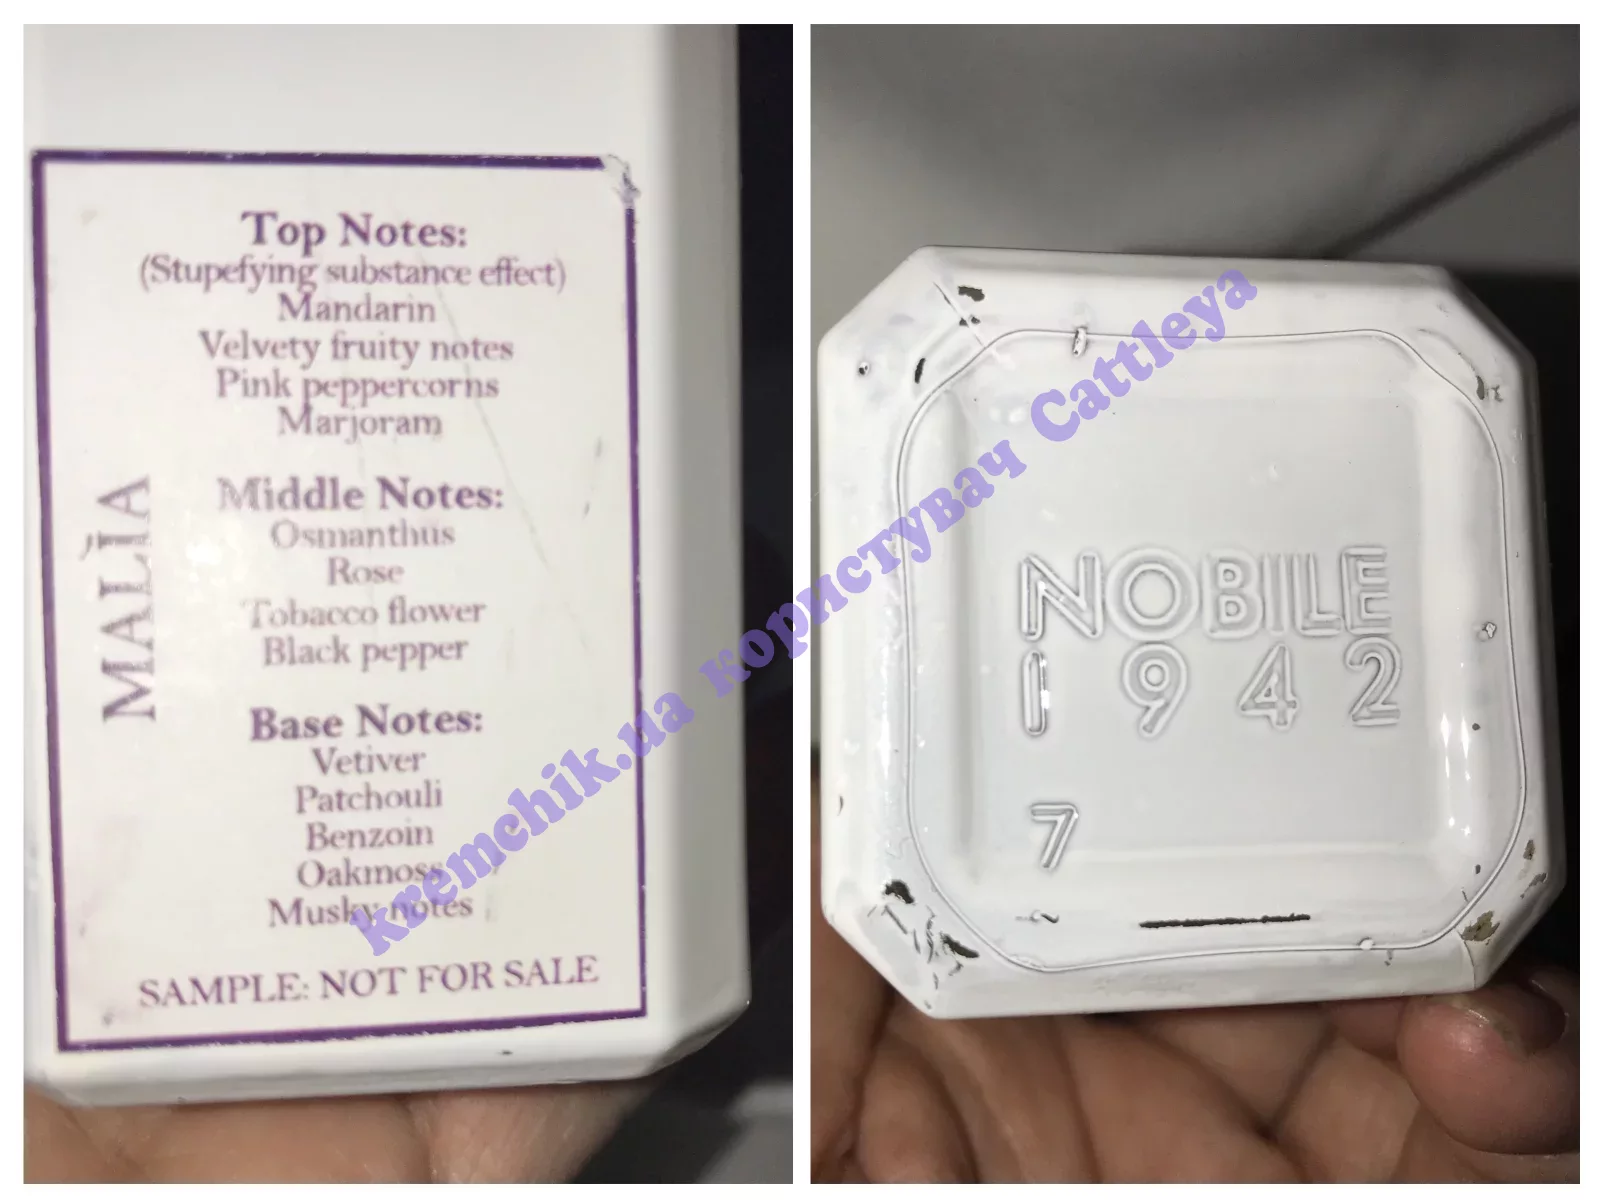 Top Notes:
(Stupefying substance effect)
Mandarin
Velvety fruity notes
Pink peppercorns
Marjoram
Middle Notes:
Osmanthus
Rose
Tobacco flower
Black pepper
Base Notes:
Vetiver
Patchouli
Benzoin
Oakmoss
Musky notes
SAMPLE: NOT FOR SALE
MALÌA
NOBILE
1942
7
kremchik.ua користувач Cattleya